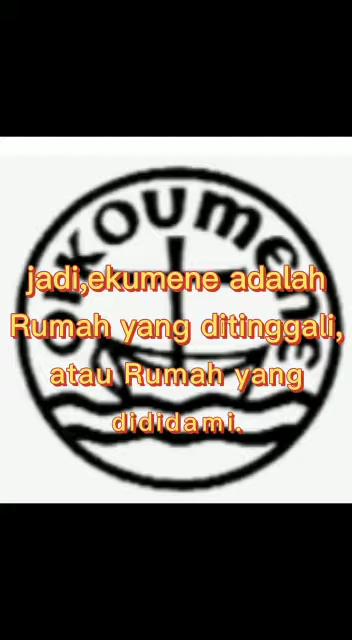 OIKOUMENE
jadi,ekumene adalah
Rumah yang ditinggali,
atau Rumah yang
dididami.